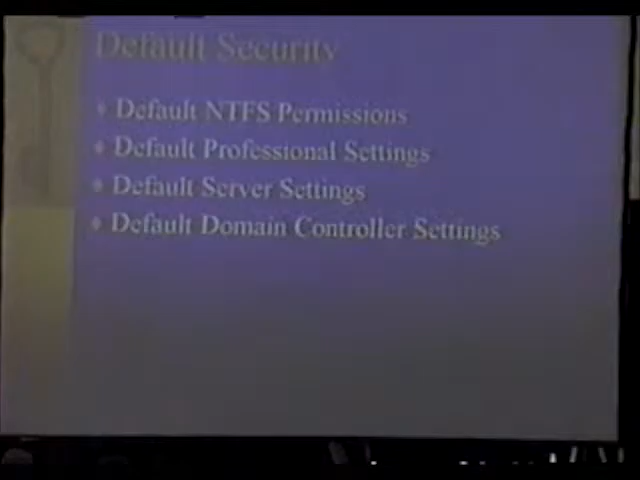 Default Security
Default NTFS Permissions
Default Professional Settings
Default Server Settings
Default Domain Controller Settings